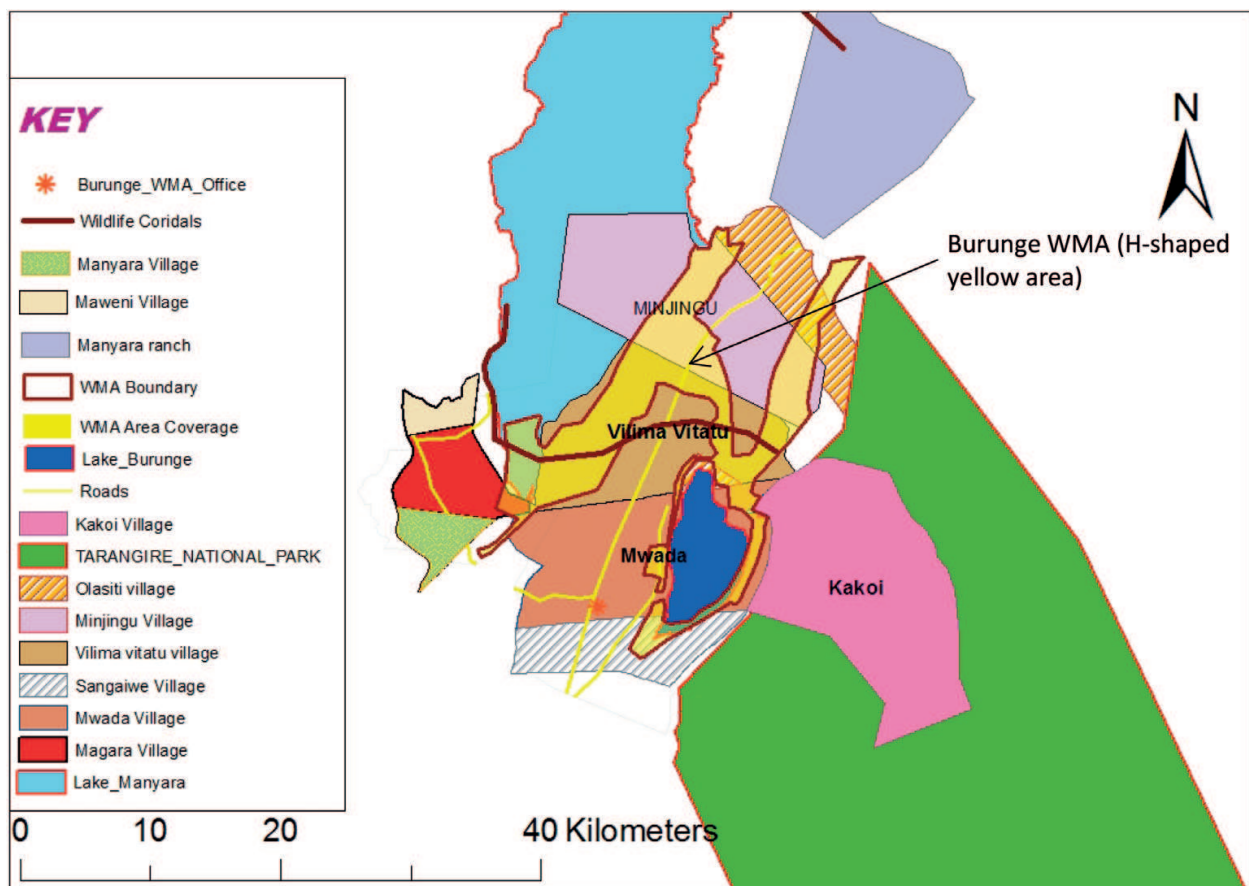 KEY
Burunge_WMA_Office
Wildlife Coridals
Manyara Village
Maweni Village
Manyara ranch
WMA Boundary
WMA Area Coverage
Lake_Burunge
Roads
Kakoi Village
TARANGIRE_NATIONAL_PARK
Olasiti village
Minjingu Village
Vilima vitatu village
Sangaiwe Village
Mwada Village
Magara Village
Lake_Manyara
0 10 20 40 Kilometers
N
Burunge WMA (H-shaped
yellow area)
MINJINGU
Vilima Vitatu
Mwada
Kakoi